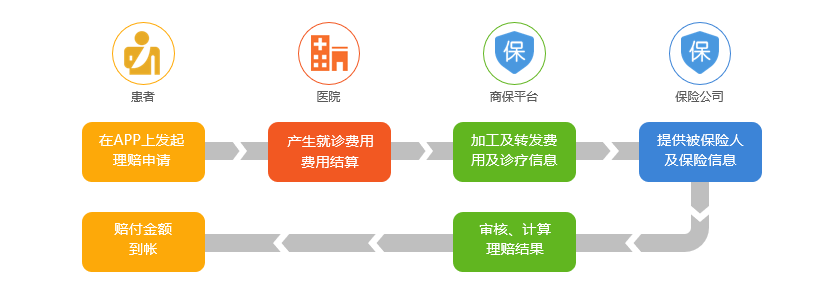 保
保
患者
医院
商保平台
保险公司
在APP上发起
理赔申请
产生就诊费用
费用结算
加工及转发费
用及诊疗信息
提供被保险人
及保险信息
赔付金额
到帐
审核、计算
理赔结果